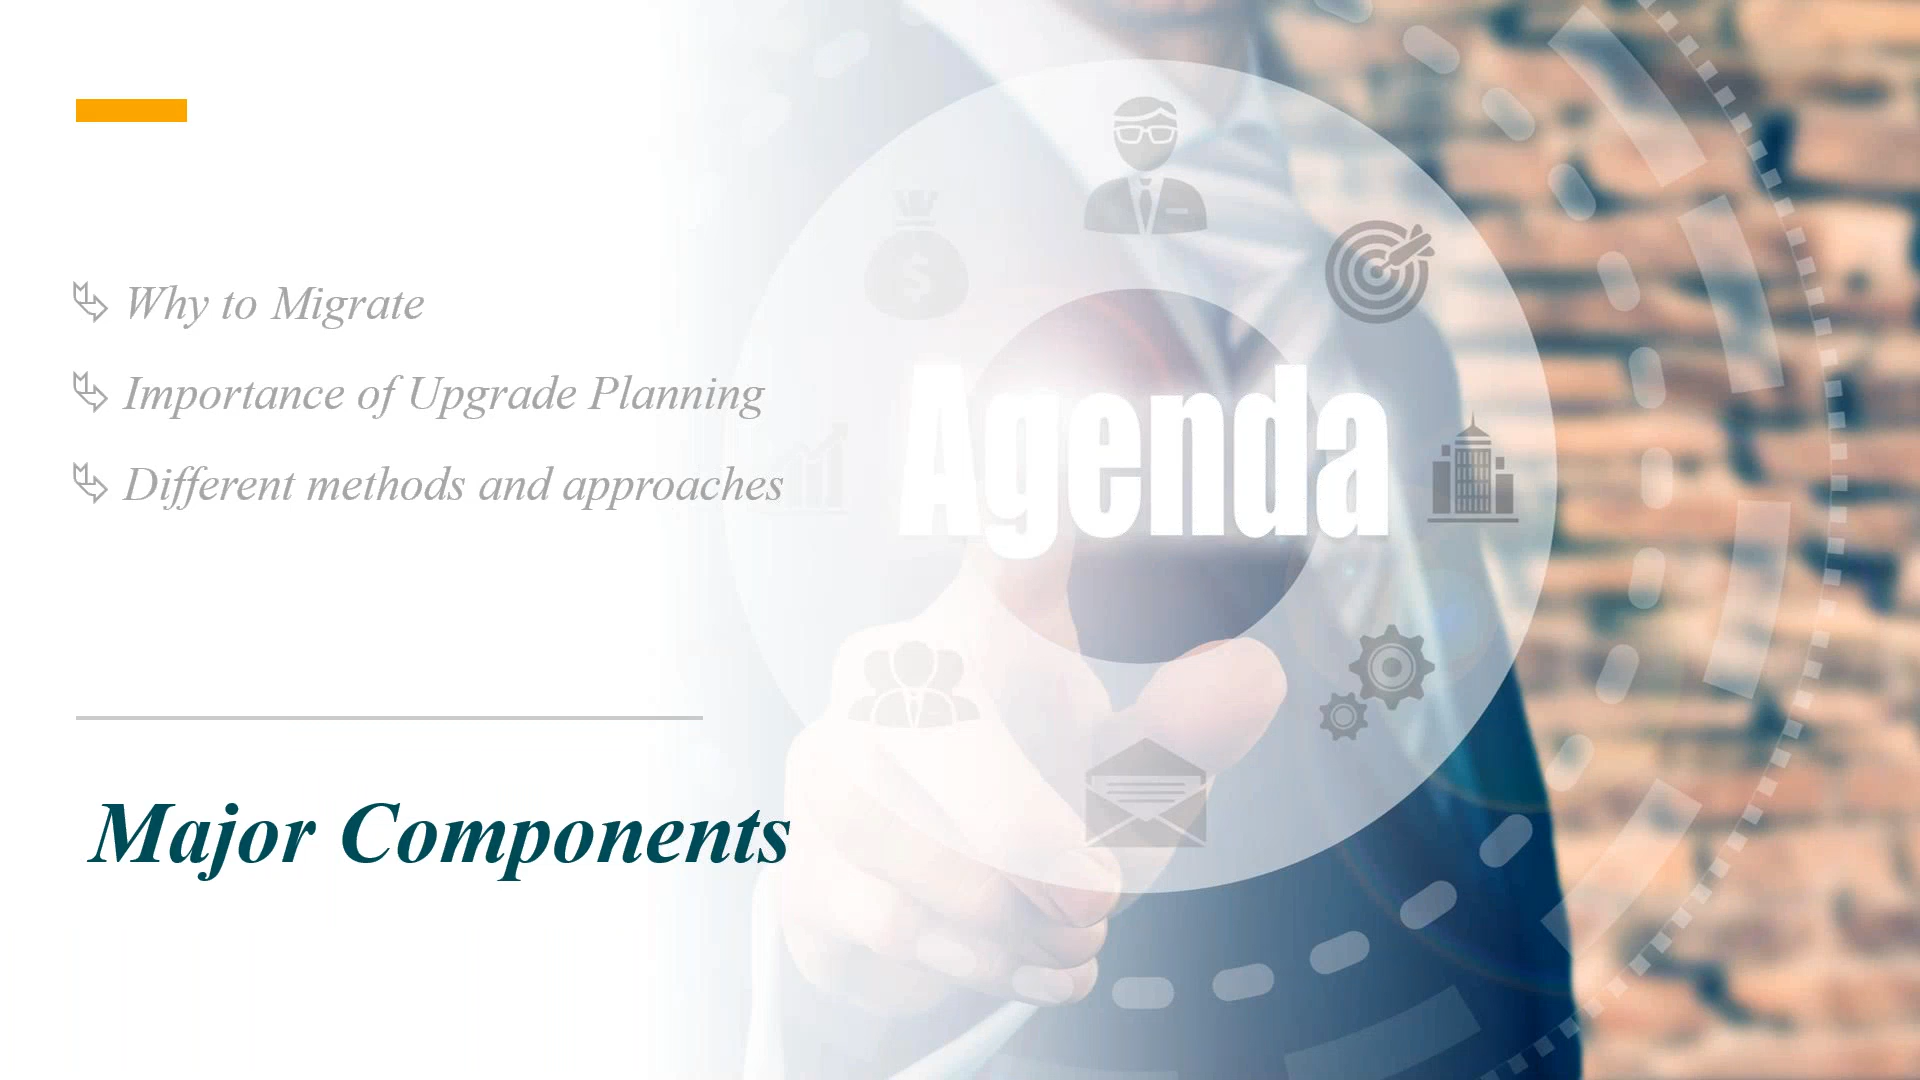 Why to Migrate
Importance of Upgrade Planning
Different methods and approaches
Agenda
Major Components